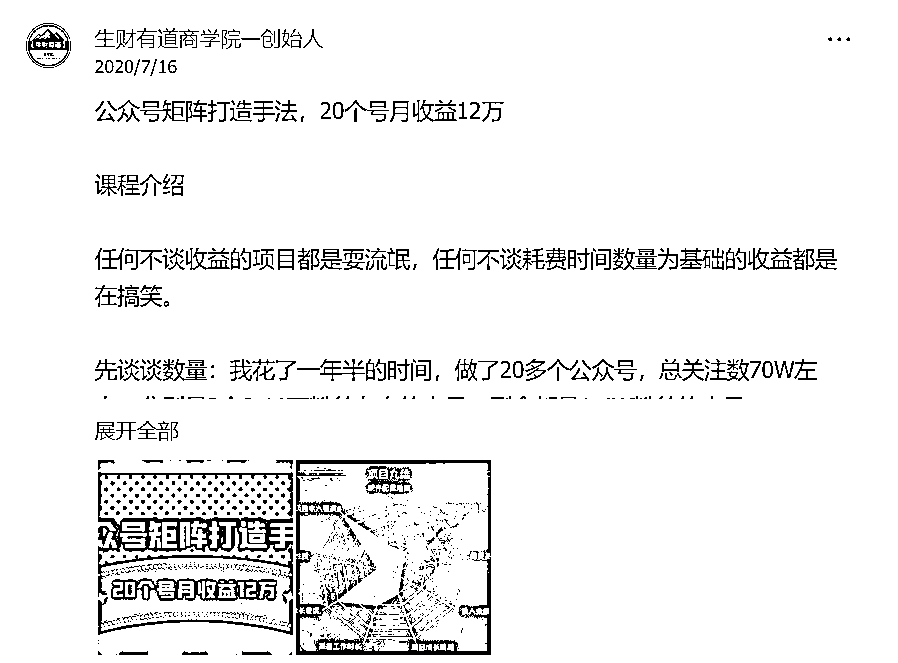 生财有道商学院一创始人
2020/7/16
公众号矩阵打造手法，20个号月收益12万
课程介绍
任何不谈收益的项目都是耍流氓，任何不谈耗费时间数量为基础的收益都是
在搞笑。
先谈谈数量：我花了一年半的时间，做了20多个公众号，总关注数70W左
展开全部
众号矩阵打造手
20个号月收益12万